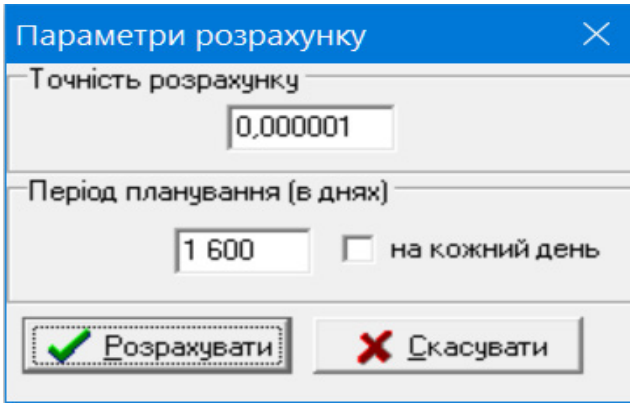 Параметри розрахунку
Точність розрахунку
0,000001
Період планування (в днях)
1 600 на кожний день
Розрахувати Скасувати